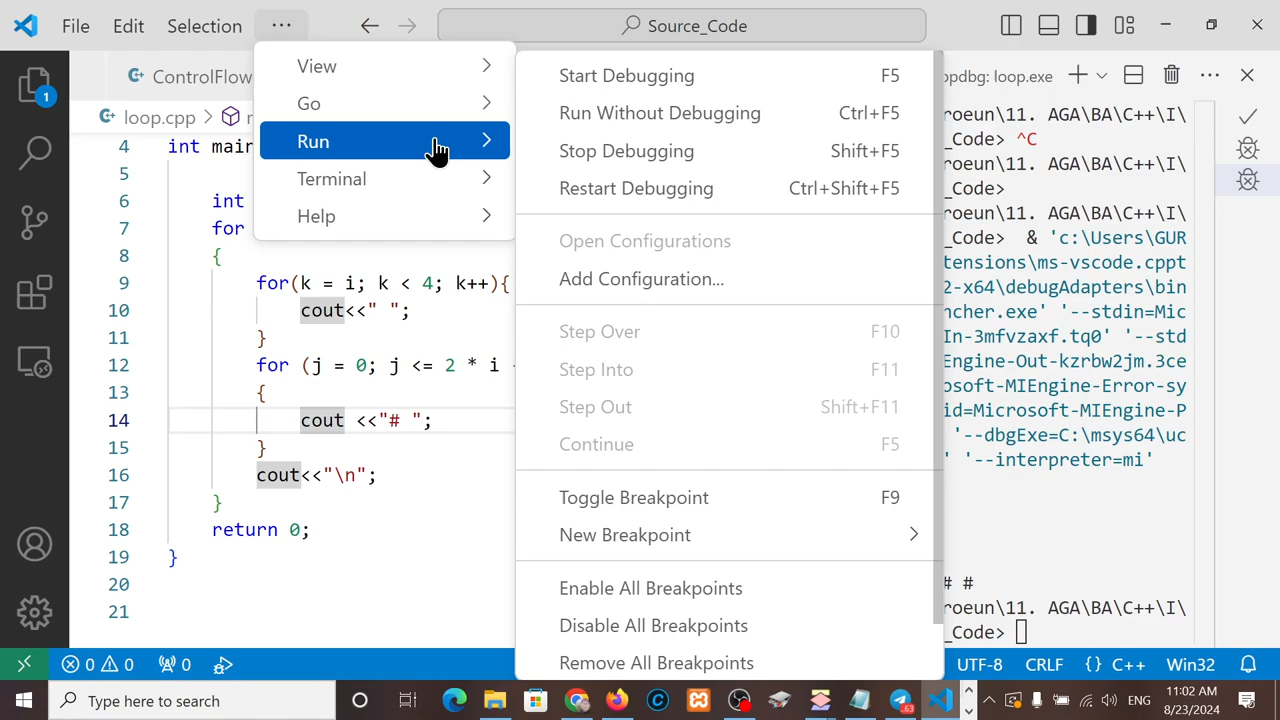 File Edit Selection ··· Source_Code
ControlFlow
ppdbg: loop.exe
loop.cpp
View
Go
Run
Terminal
Help
Start Debugging F5
Run Without Debugging Ctrl+F5
Stop Debugging Shift+F5
Restart Debugging Ctrl+Shift+F5
Open Configurations
Add Configuration...
Step Over F10
Step Into F11
Step Out Shift+F11
Continue F5
Toggle Breakpoint F9
New Breakpoint
Enable All Breakpoints
Disable All Breakpoints
Remove All Breakpoints
4 int main
5
6 int
7 for
8 {
9 for(k = i; k < 4; k++){
10 cout<<" ";
11 }
12 for (j = 0; j <= 2 * i
13 {
14 cout <<"# ";
15 }
16 cout<<"\n";
17 }
18 return 0;
19 }
20
21
roeun\11. AGA\BA\C++\I\
_Code> ^C
roeun\11. AGA\BA\C++\I\
_Code>
roeun\11. AGA\BA\C++\I\
_Code> & 'c:\Users\GUR
tensions\ms-vscode.cppt
2-x64\debugAdapters\bin
ncher.exe' '--stdin=Mic
In-3mfvzaxf.tq0' '--std
Engine-Out-kzrbw2jm.3ce
osoft-MIEngine-Error-sy
id=Microsoft-MIEngine-P
'--dbgExe=C:\msys64\uc
' '--interpreter=mi'
# #
roeun\11. AGA\BA\C++\I\
_Code>
1
0 0 0 UTF-8 CRLF {} C++ Win32
Type here to search
63
ENG
11:02 AM
8/23/2024